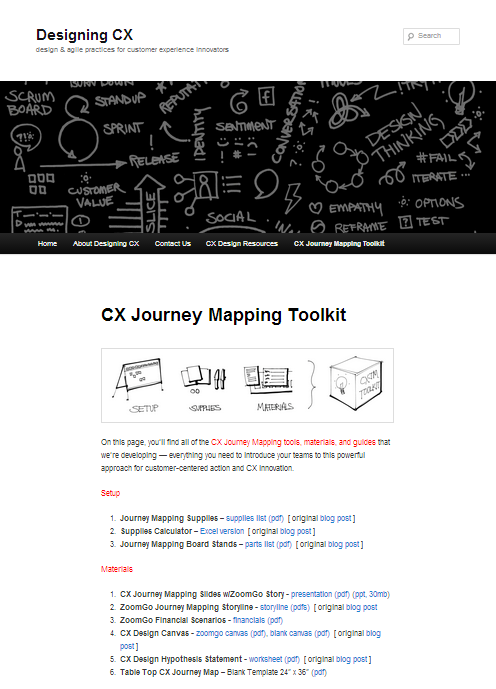 Designing CX
design & agile practices for customer experience innovators
Search
SCRUM BOARD
STANDUP
REPUTATION
SPRINT
IDENTITY
SENTIMENT
CONVERSATION
DESIGN THINKING
RELEASE
#FAIL
ITERATE ...
CUSTOMER VALUE
SLICE
SOCIAL
EMPATHY
REFRAME
OPTIONS
TEST
Home About Designing CX Contact Us CX Design Resources CX Journey Mapping Toolkit
CX Journey Mapping Toolkit
SETUP SUPPLIES MATERIALS CXJM TOOLKIT
On this page, you'll find all of the CX Journey Mapping tools, materials, and guides that
we're developing — everything you need to introduce your teams to this powerful
approach for customer-centered action and CX innovation.
Setup
1. Journey Mapping Supplies – supplies list (pdf) [ original blog post ]
2. Supplies Calculator – Excel version [ original blog post ]
3. Journey Mapping Board Stands – parts list (pdf) [ original blog post ]
Materials
1. CX Journey Mapping Slides w/ZoomGo Story - presentation (pdf) (ppt, 30mb)
2. ZoomGo Journey Mapping Storyline - storyline (pdfs) [ original blog post
3. ZoomGo Financial Scenarios - financials (pdf)
4. CX Design Canvas - zoomgo canvas (pdf), blank canvas (pdf) [ original blog
post ]
5. CX Design Hypothesis Statement - worksheet (pdf) [ original blog post ]
6. Table Top CX Journey Map – Blank Template 24" x 36" (pdf)